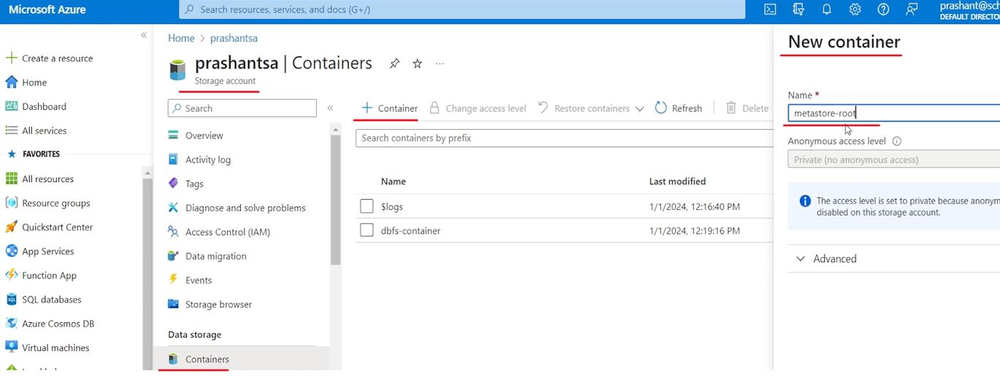 Microsoft Azure
Search resources, services, and docs (G+/)
prashant@sch
DEFAULT DIRECTO
Create a resource
Home
Dashboard
All services
FAVORITES
All resources
Resource groups
Quickstart Center
App Services
Function App
SQL databases
Azure Cosmos DB
Virtual machines
Home > prashantsa
prashantsa | Containers
Storage account
Search
Overview
Activity log
Tags
Diagnose and solve problems
Access Control (IAM)
Data migration
Events
Storage browser
Data storage
Containers
Container Change access level Restore containers Refresh Delete
Search containers by prefix
Name Last modified
$logs 1/1/2024, 12:16:40 PM
dbfs-container 1/1/2024, 12:19:16 PM
New container
Name *
metastore-root
Anonymous access level
Private (no anonymous access)
The access level is set to private because anonym
disabled on this storage account.
Advanced